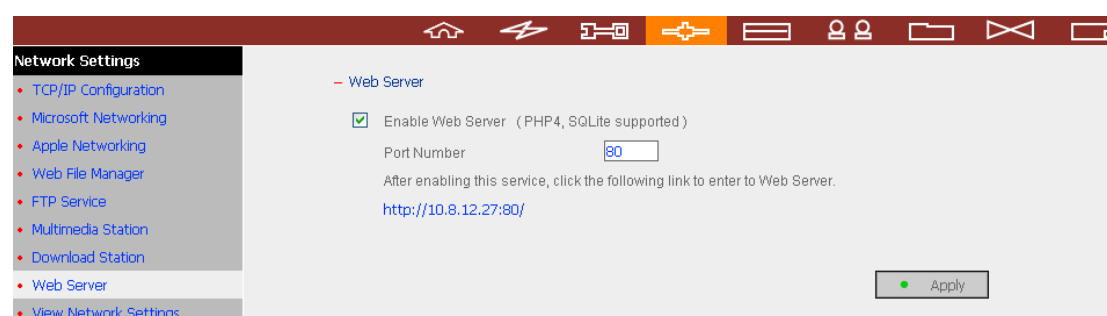 Network Settings
TCP/IP Configuration
Microsoft Networking
Apple Networking
Web File Manager
FTP Service
Multimedia Station
Download Station
Web Server
View Network Settings
– Web Server
Enable Web Server ( PHP4, SQLite supported )
Port Number 80
After enabling this service, click the following link to enter to Web Server.
http://10.8.12.27:80/
Apply